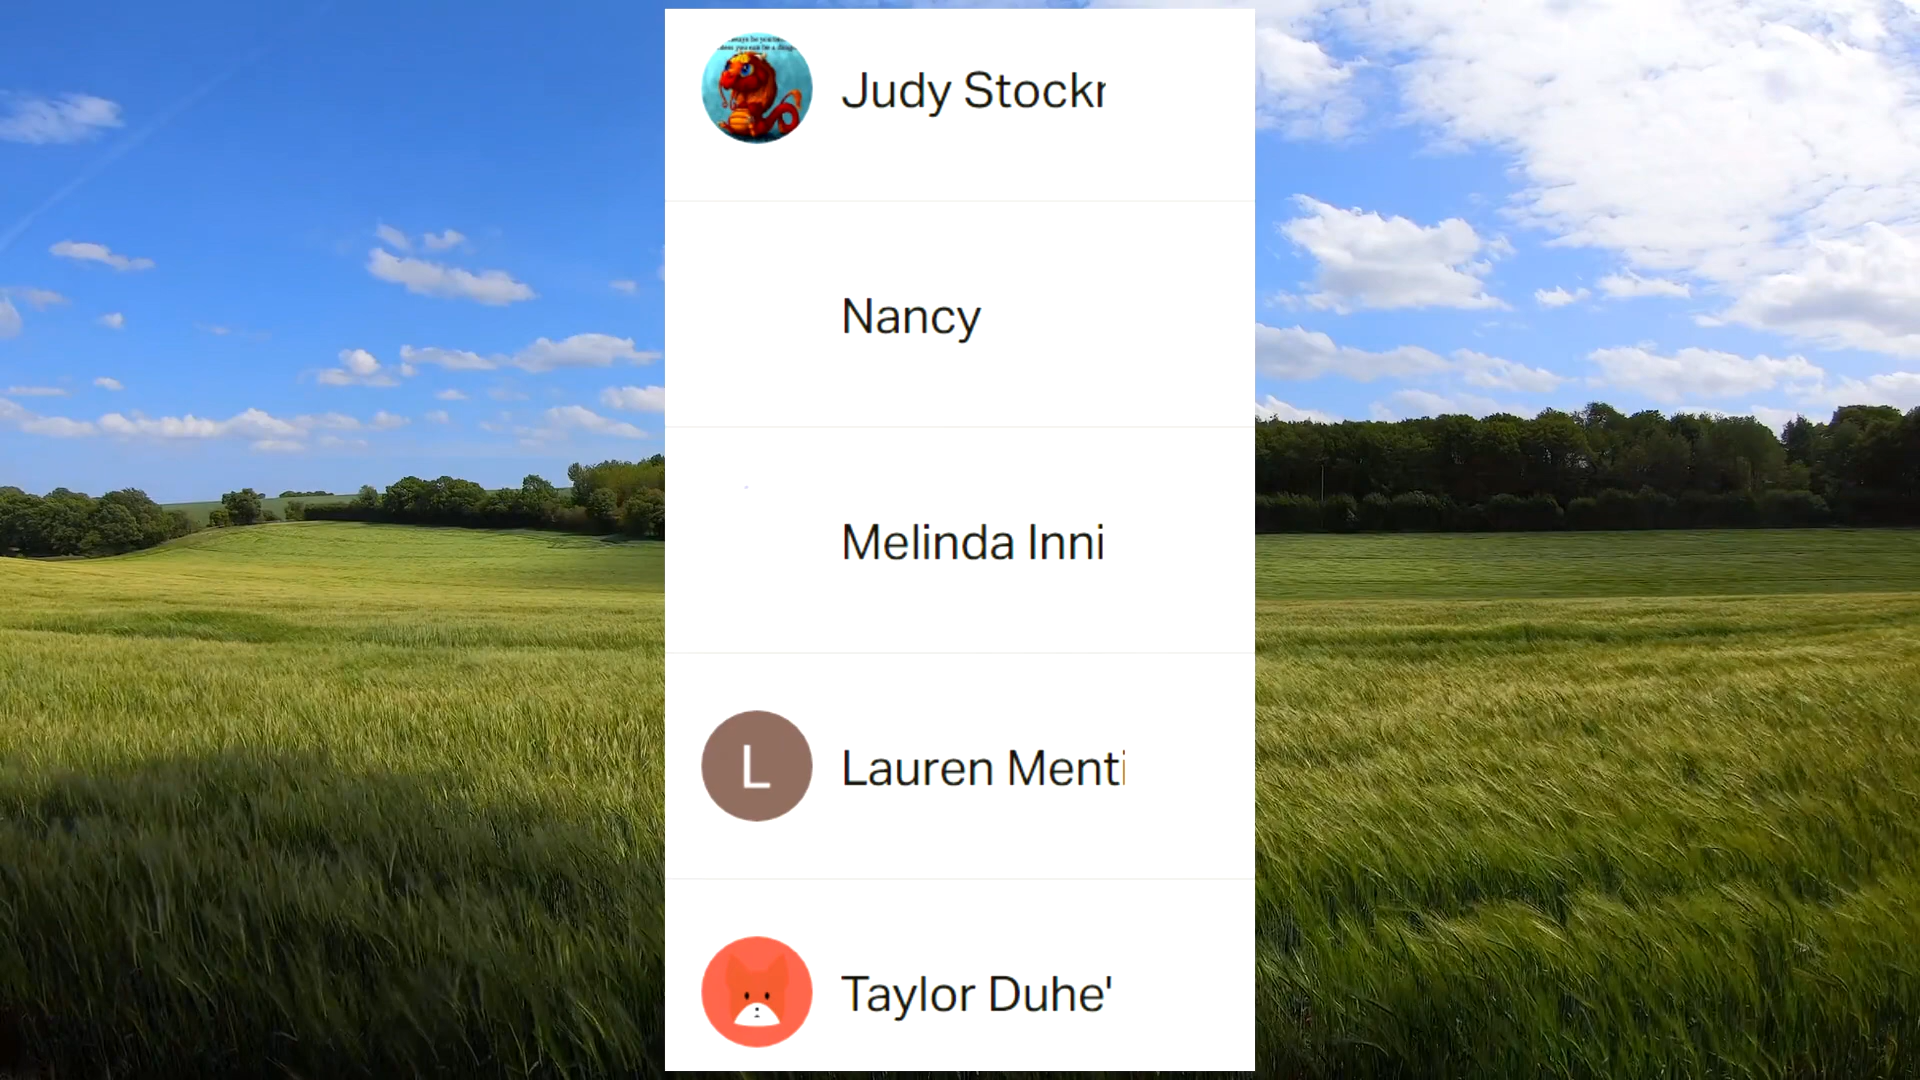 Judy Stockr
Nancy
Melinda Inni
L
Lauren Menti
Taylor Duhe'